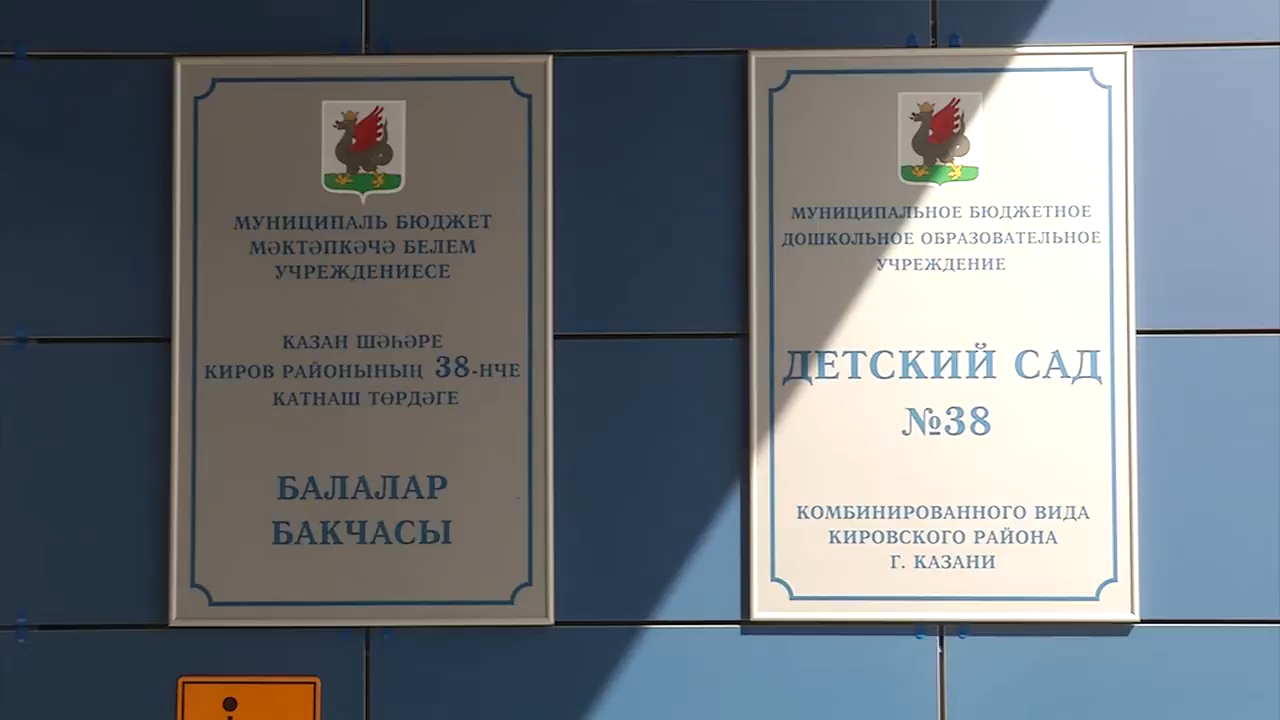 МУНИЦИПАЛЬ БЮДЖЕТ
МӘКТӘПКӘЧӘ БЕЛЕМ
УЧРЕЖДЕНИЕСЕ
КАЗАН ШӘҺӘРЕ
КИРОВ РАЙОНЫНЫҢ 38-НЧЕ
КАТНАШ ТӨРДӘГЕ
БАЛАЛАР
БАКЧАСЫ
МУНИЦИПАЛЬНОЕ БЮДЖЕТНОЕ
ДОШКОЛЬНОЕ ОБРАЗОВАТЕЛЬНОЕ
УЧРЕЖДЕНИЕ
ДЕТСКИЙ САД
№38
КОМБИНИРОВАННОГО ВИДА
КИРОВСКОГО РАЙОНА
Г. КАЗАНИ